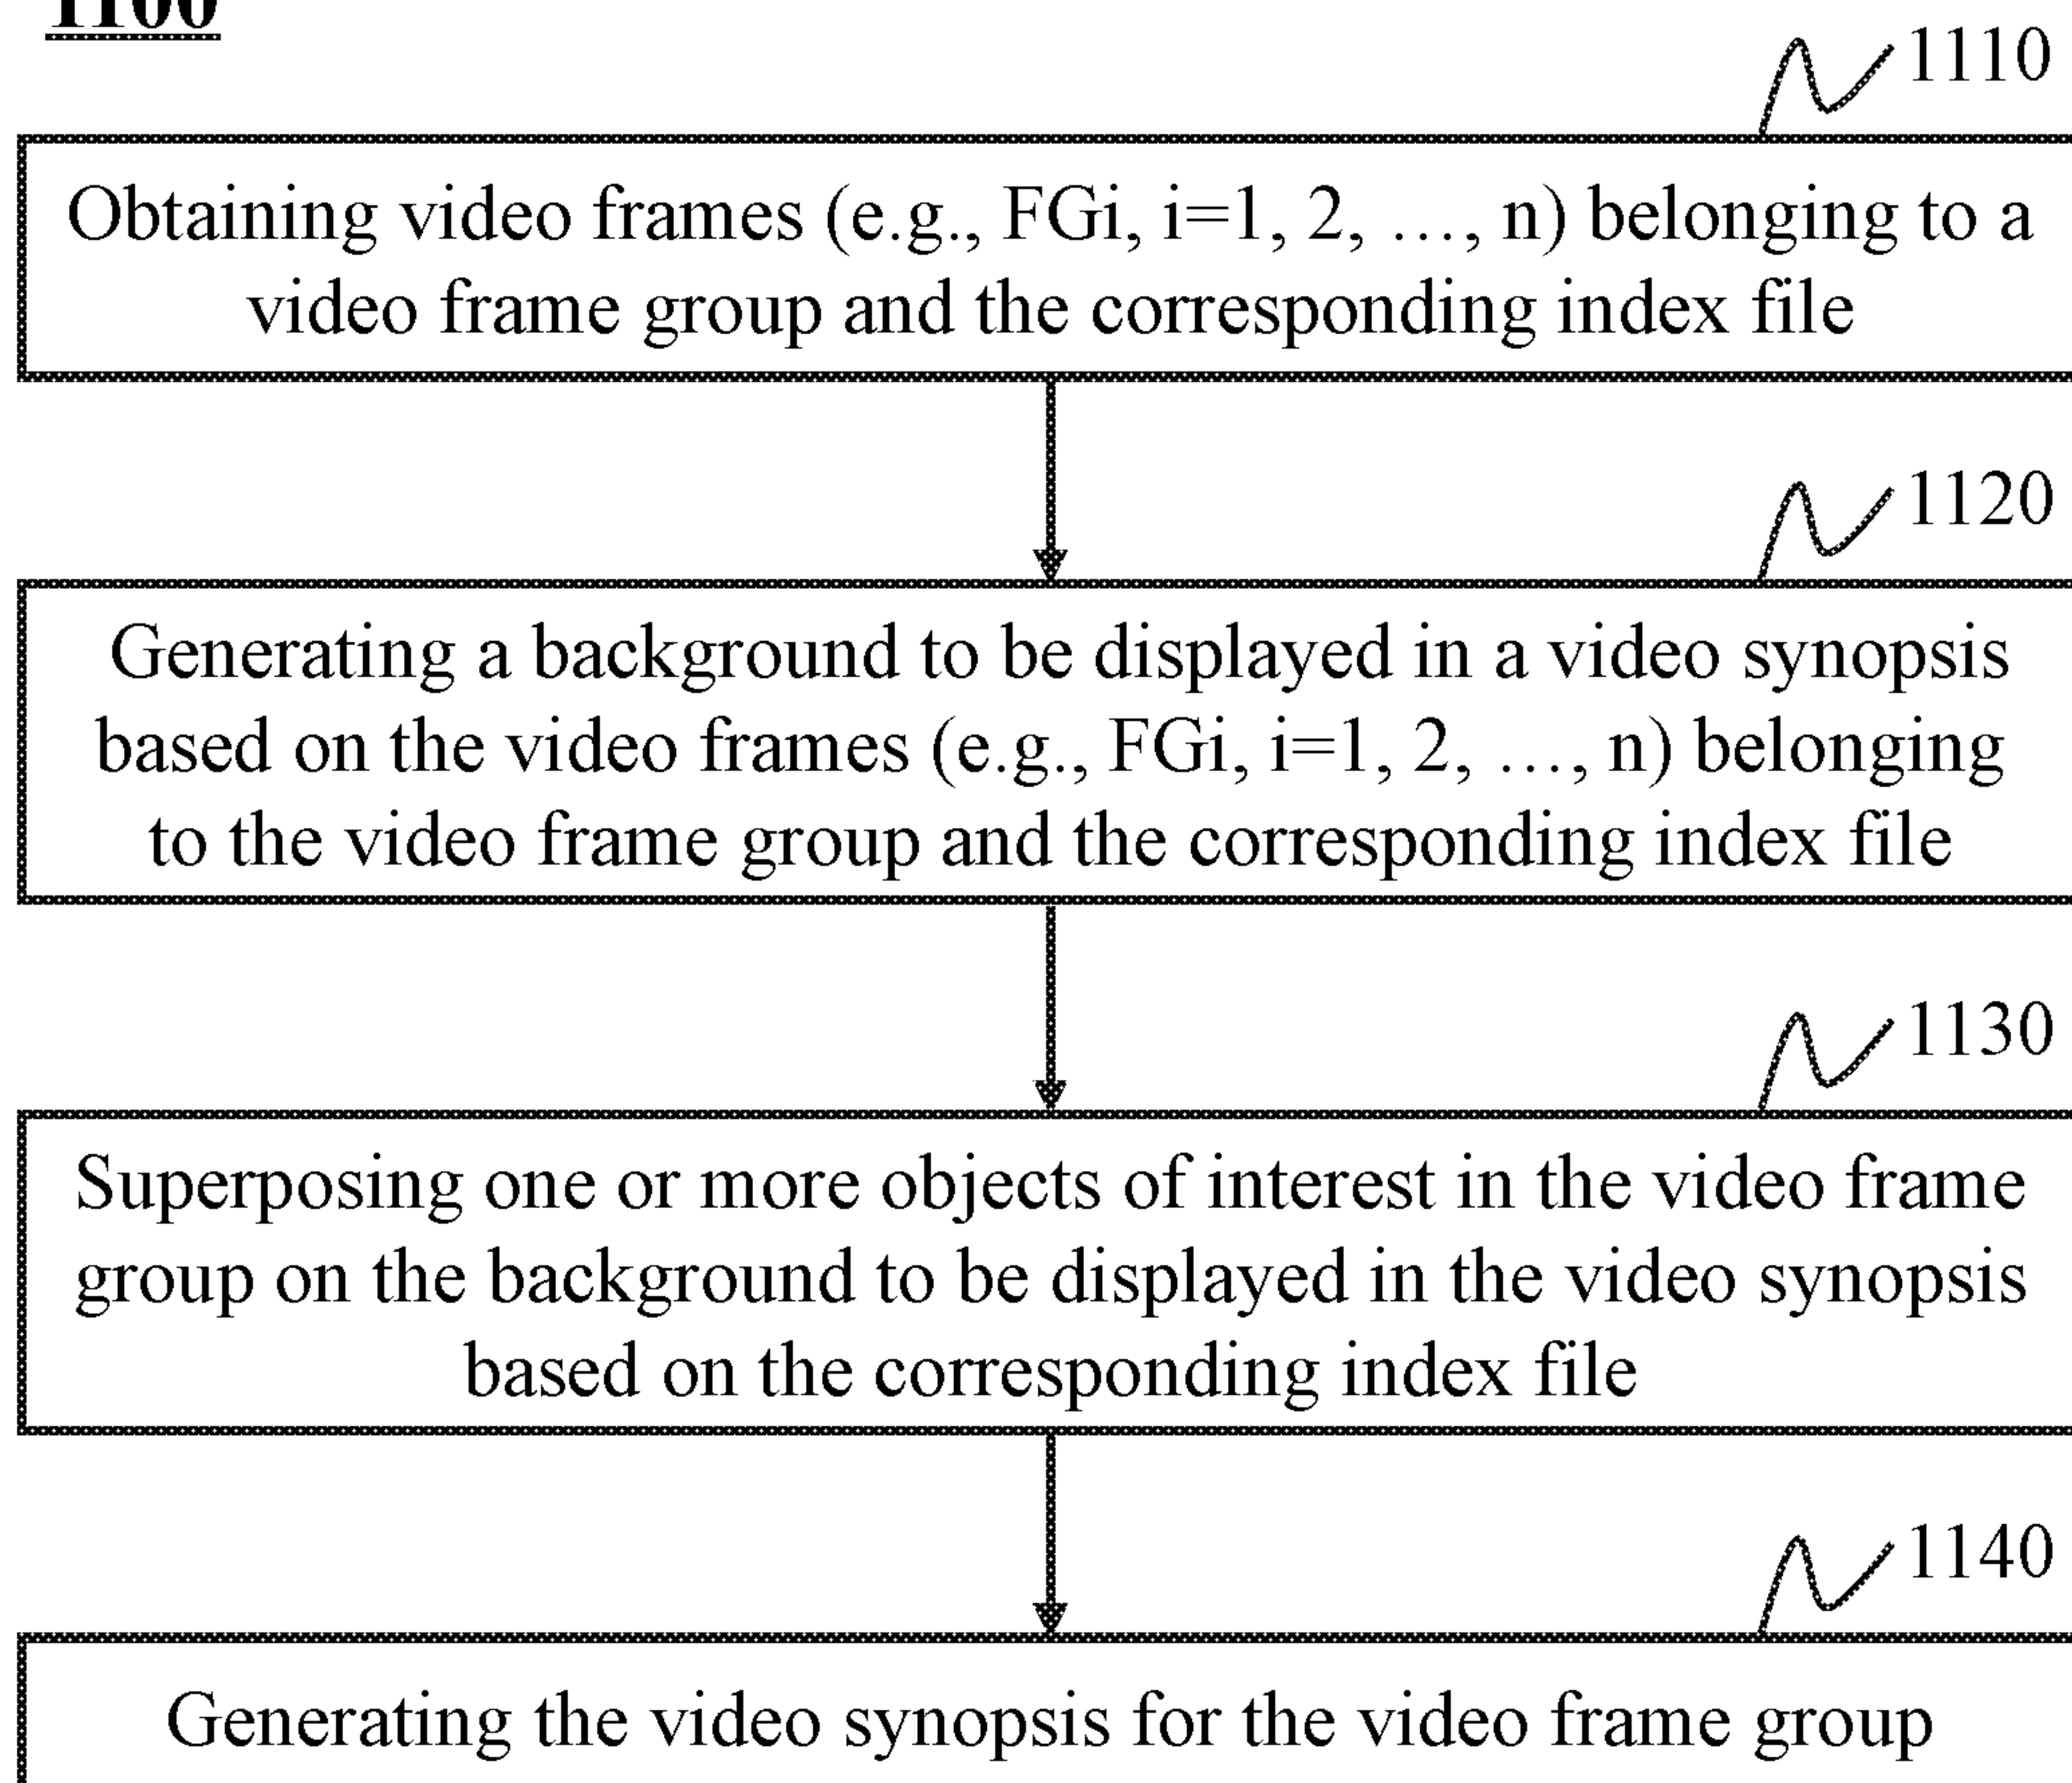 1100
1110
Obtaining video frames (e.g., FGi, i=1, 2, …, n) belonging to a
video frame group and the corresponding index file
1120
Generating a background to be displayed in a video synopsis
based on the video frames (e.g., FGi, i=1, 2, …, n) belonging
to the video frame group and the corresponding index file
1130
Superposing one or more objects of interest in the video frame
group on the background to be displayed in the video synopsis
based on the corresponding index file
1140
Generating the video synopsis for the video frame group